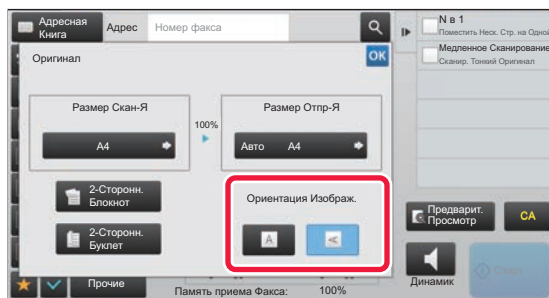 Адресная
Книга
Адрес
Номер факса
N в 1
Поместить Неск. Стр. на Одной
Медленное Сканирование
Сканир. Тонкий Оригинал
Оригинал
OK
Размер Скан-Я
100%
Размер Отпр-Я
A4
Авто A4
2-Сторонн.
Блокнот
Ориентация Изображ.
2-Сторонн.
Буклет
A
A
Предварит.
Просмотр
CA
Прочие
Память приема Факса: 100%
Динамик
Старт